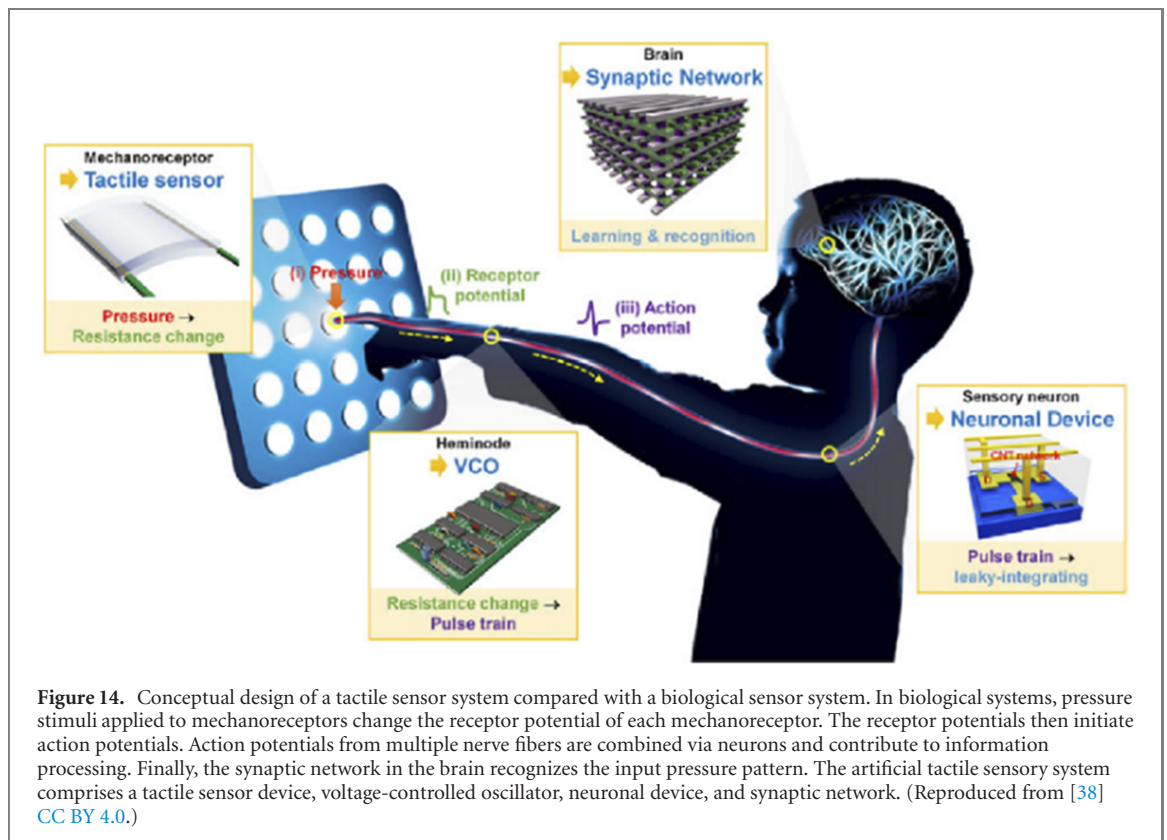 Brain
Synaptic Network
Learning & recognition
Mechanoreceptor
Tactile sensor
Pressure →
Resistance change
(i) Pressure
(ii) Receptor
potential
(iii) Action
potential
Heminode
VCO
Resistance change →
Pulse train
Sensory neuron
Neuronal Device
CNT network
D
D
Pulse train →
leaky-integrating
Figure 14. Conceptual design of a tactile sensor system compared with a biological sensor system. In biological systems, pressure
stimuli applied to mechanoreceptors change the receptor potential of each mechanoreceptor. The receptor potentials then initiate
action potentials. Action potentials from multiple nerve fibers are combined via neurons and contribute to information
processing. Finally, the synaptic network in the brain recognizes the input pressure pattern. The artificial tactile sensory system
comprises a tactile sensor device, voltage-controlled oscillator, neuronal device, and synaptic network. (Reproduced from [38]
CC BY 4.0.)